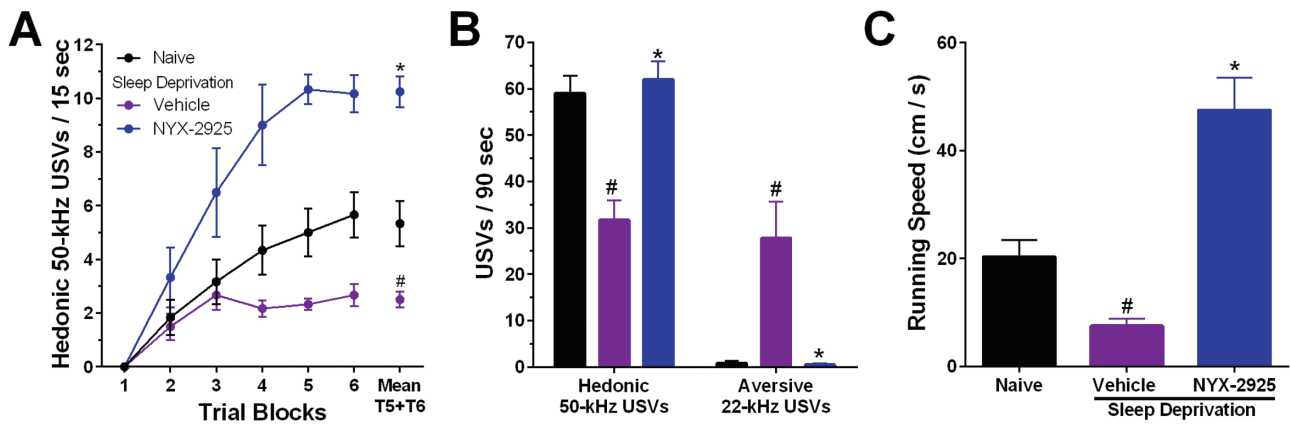 A
Hedonic 50-kHz USVs / 15 sec
12
10
8
6
4
2
0
Naive
Sleep Deprivation
Vehicle
NYX-2925
*
#
1 2 3 4 5 6 Mean
T5+T6
Trial Blocks
B
USVs / 90 sec
70
60
50
40
30
20
10
0
#
*
#
*
Hedonic
50-kHz USVs
Aversive
22-kHz USVs
C
Running Speed (cm / s)
60
40
20
0
#
*
Naive Vehicle NYX-2925
Sleep Deprivation